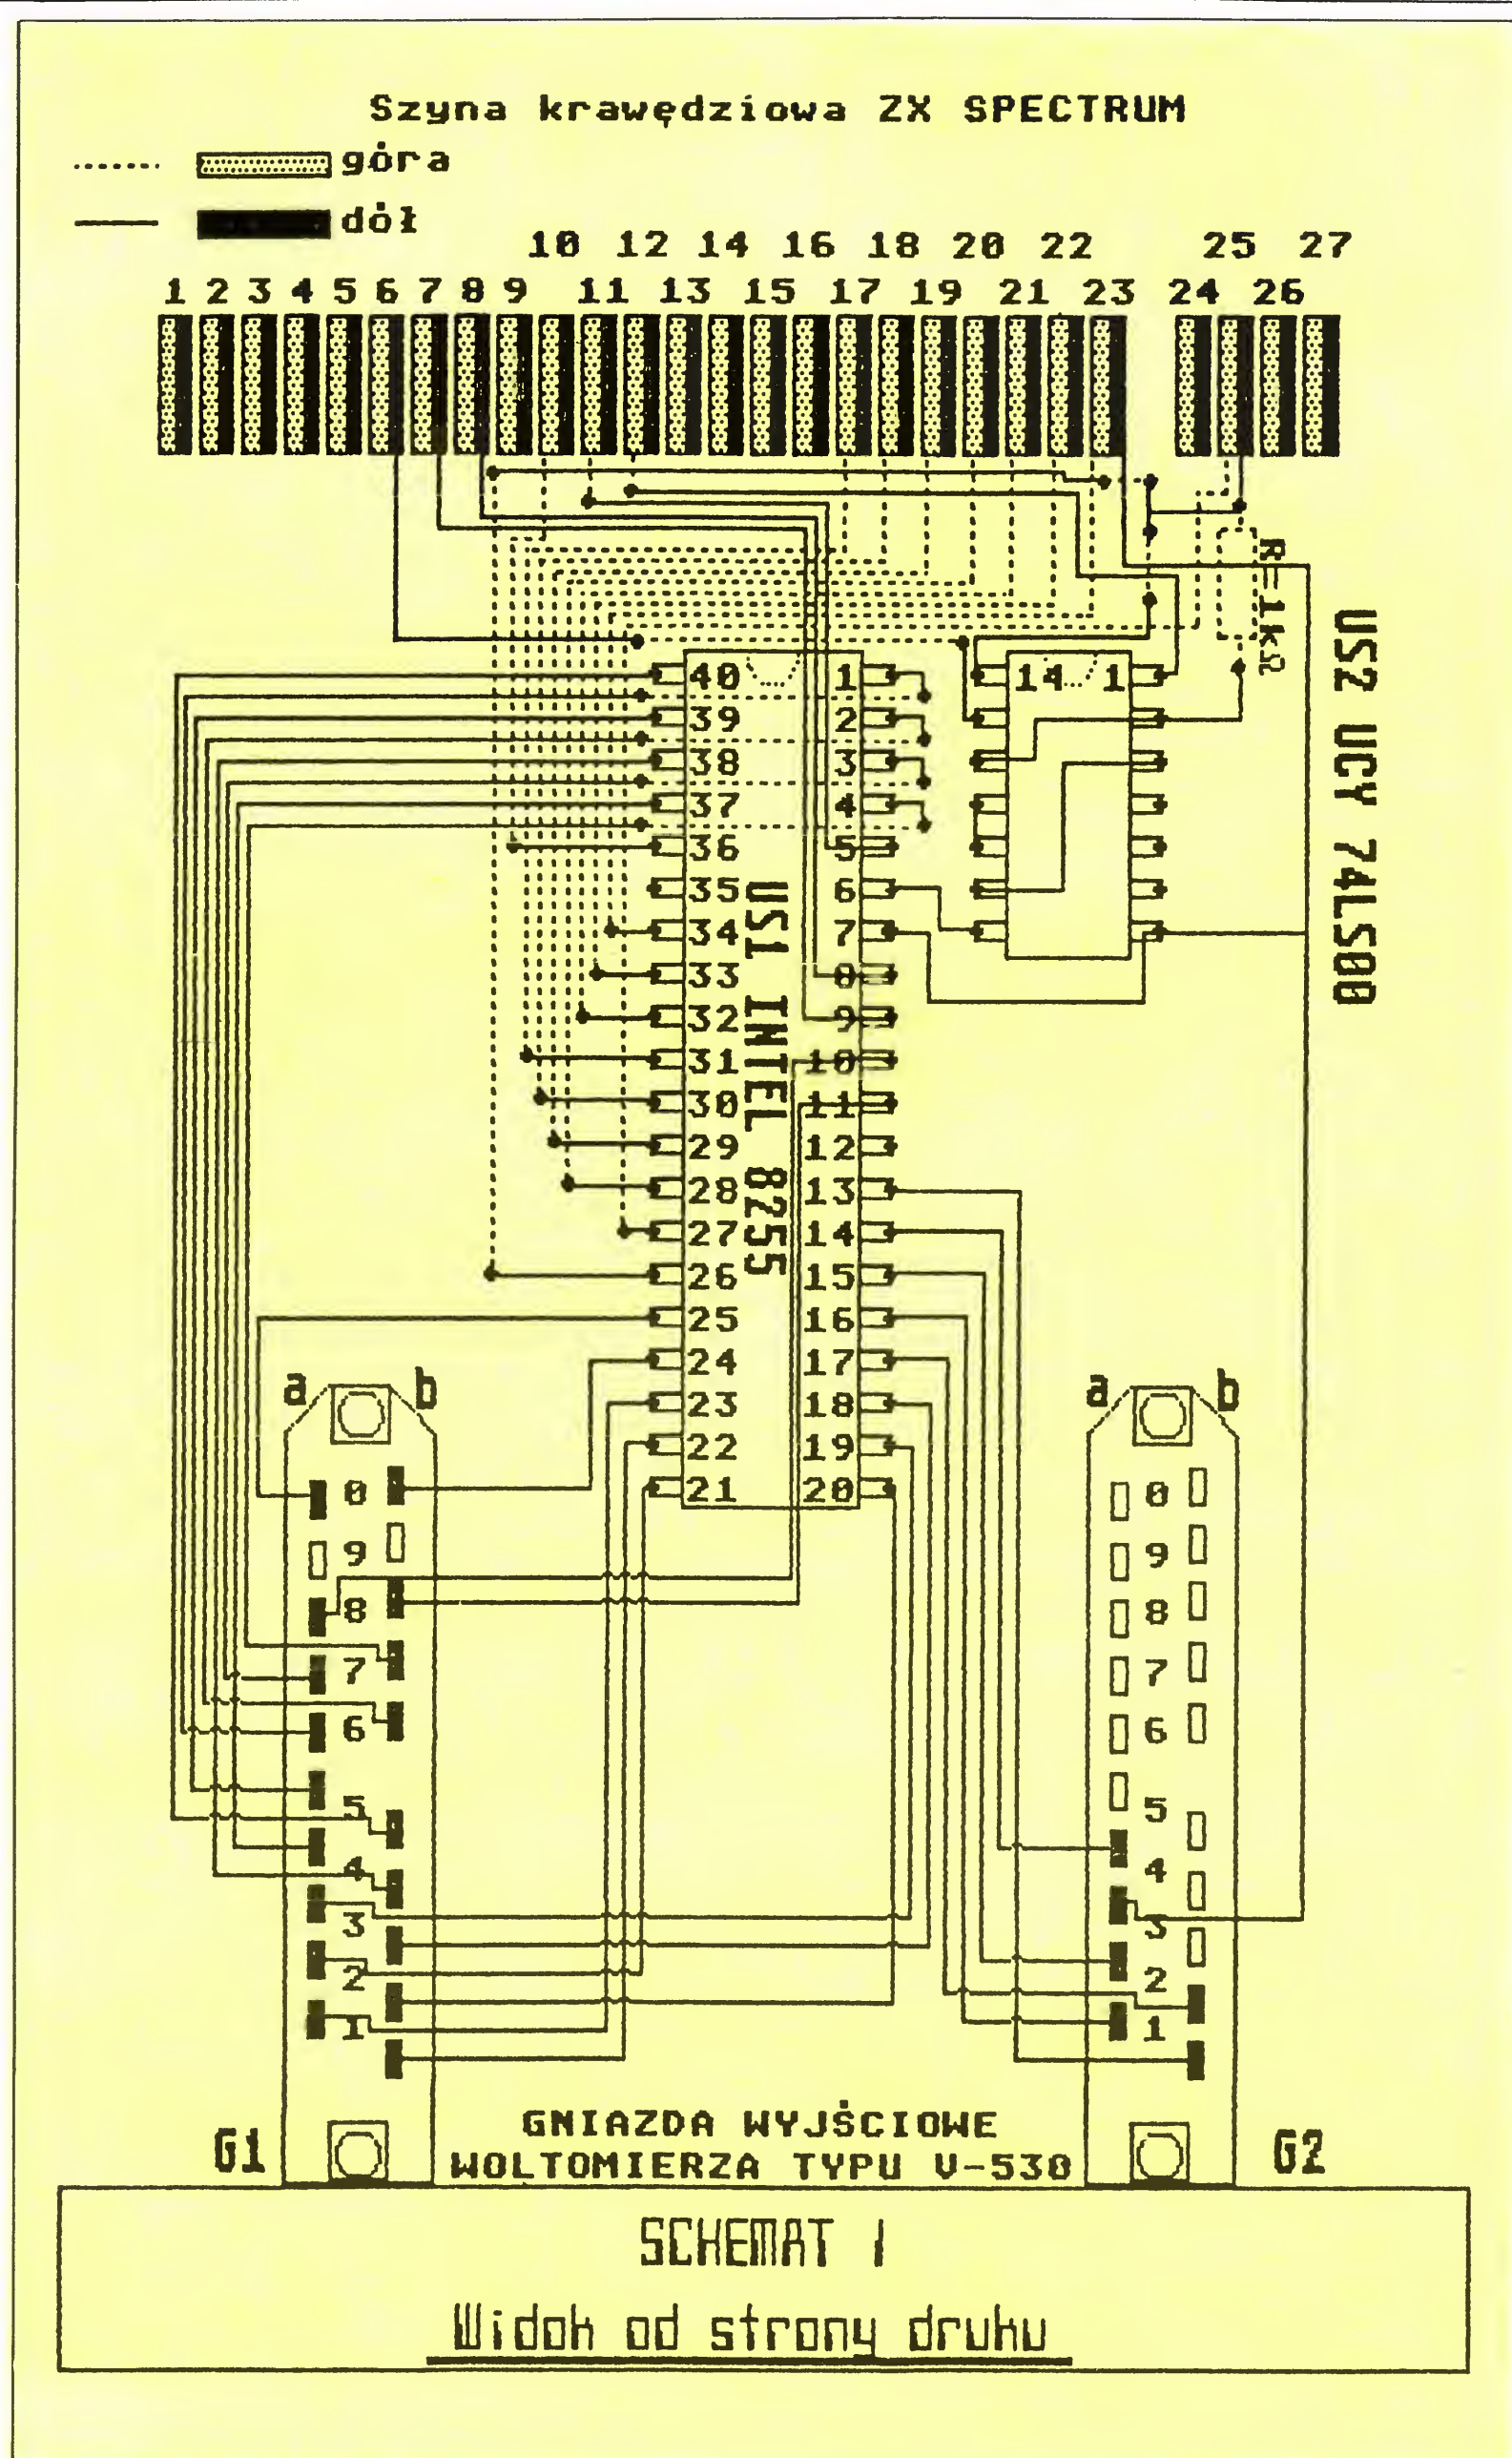 Szyna krawędziowa ZX SPECTRUM
góra
dół
10 12 14 16 18 20 22 25 27
1 2 3 4 5 6 7 8 9 11 13 15 17 19 21 23 24 26
R=1kΩ
US2 UCY 74LS00
14 1
40 1
39 2
38 3
37 4
36 5
35 6
34 7
33 8
32 9
31 10
30 11
29 12
28 13
27 14
26 15
25 16
24 17
23 18
22 19
21 20
US1 INTEL 8255
a b
0
9
8
7
6
5
4
3
2
1
G1
a b
0
9
8
7
6
5
4
3
2
1
G2
GNIAZDA WYJŚCIOWE
WOLTOMIERZA TYPU V-530
SCHEMAT 1
Widok od strony druku